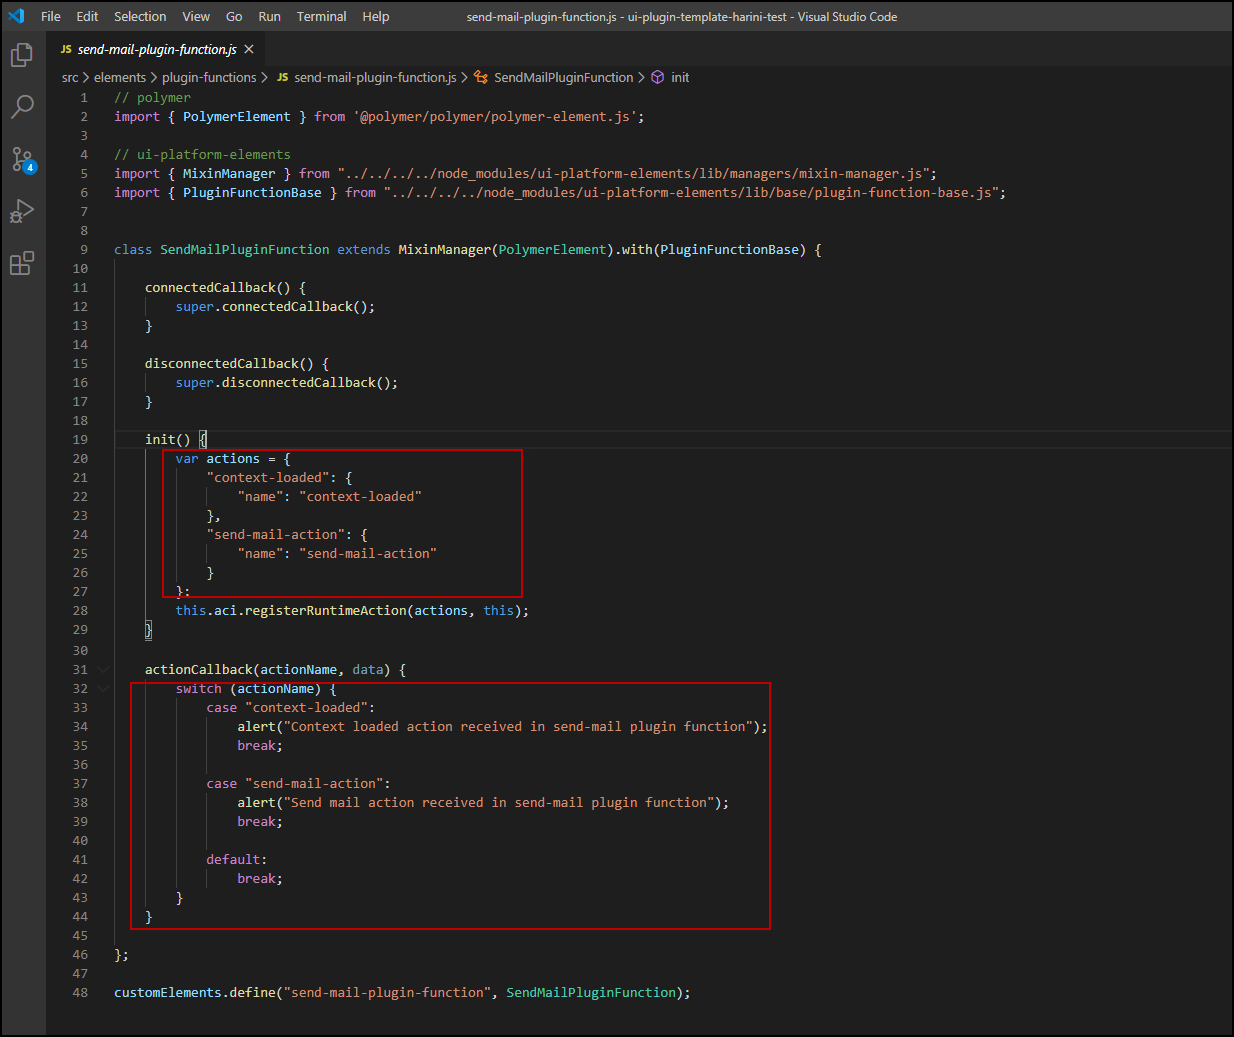 File Edit Selection View Go Run Terminal Help send-mail-plugin-function.js - ui-plugin-template-harini-test - Visual Studio Code
JS send-mail-plugin-function.js ×
src > elements > plugin-functions > JS send-mail-plugin-function.js > SendMailPluginFunction > init
4
1 // polymer
2 import { PolymerElement } from '@polymer/polymer/polymer-element.js';
3
4 // ui-platform-elements
5 import { MixinManager } from "../../../../node_modules/ui-platform-elements/lib/managers/mixin-manager.js";
6 import { PluginFunctionBase } from "../../../../node_modules/ui-platform-elements/lib/base/plugin-function-base.js";
7
8
9 class SendMailPluginFunction extends MixinManager(PolymerElement).with(PluginFunctionBase) {
10
11     connectedCallback() {
12         super.connectedCallback();
13     }
14
15     disconnectedCallback() {
16         super.disconnectedCallback();
17     }
18
19     init() {
20         var actions = {
21             "context-loaded": {
22                 "name": "context-loaded"
23             },
24             "send-mail-action": {
25                 "name": "send-mail-action"
26             }
27         };
28         this.aci.registerRuntimeAction(actions, this);
29     }
30
31     actionCallback(actionName, data) {
32         switch (actionName) {
33             case "context-loaded":
34                 alert("Context loaded action received in send-mail plugin function");
35                 break;
36
37             case "send-mail-action":
38                 alert("Send mail action received in send-mail plugin function");
39                 break;
40
41             default:
42                 break;
43         }
44     }
45
46 };
47
48 customElements.define("send-mail-plugin-function", SendMailPluginFunction);